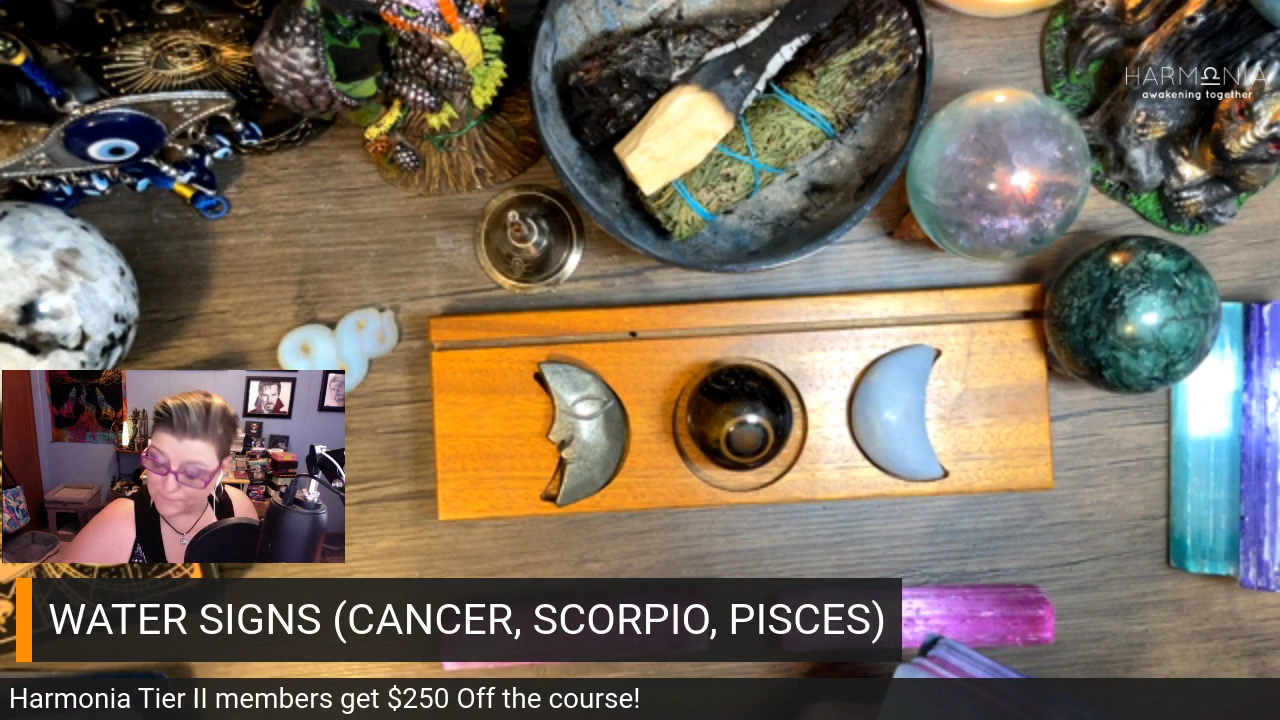 HARMONIA
awakening together
WATER SIGNS (CANCER, SCORPIO, PISCES)
Harmonia Tier II members get $250 Off the course!